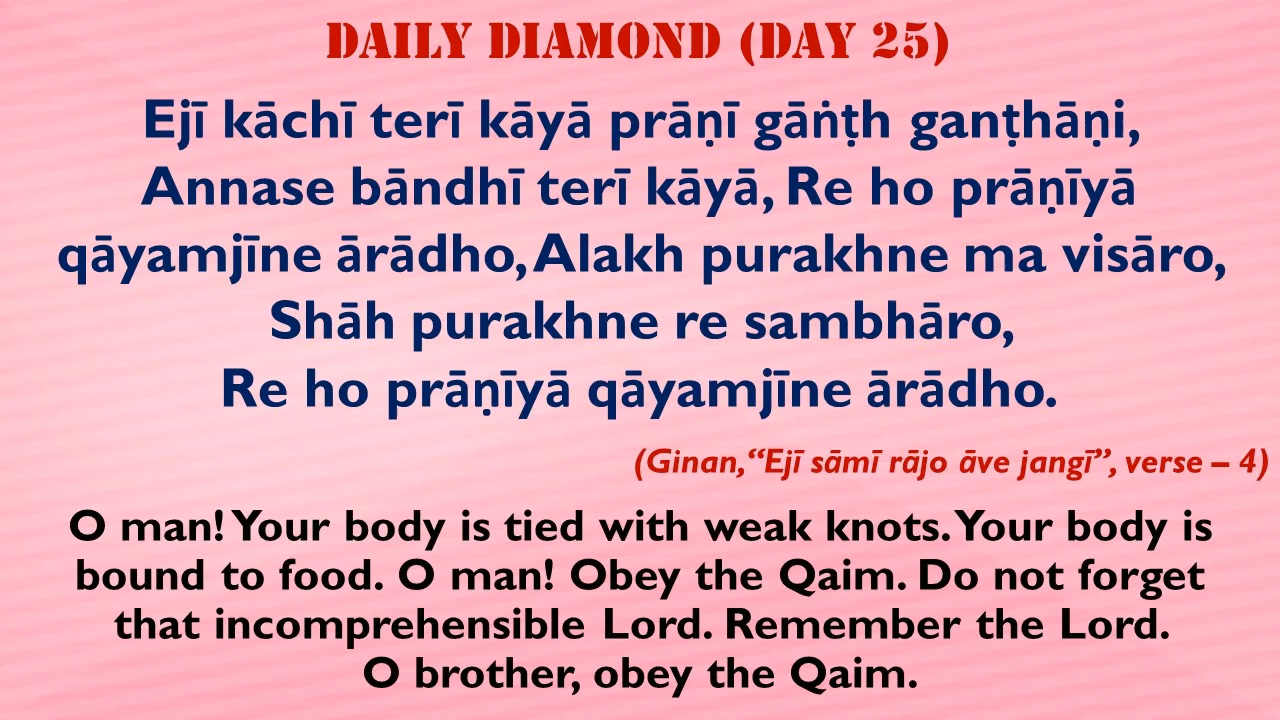 DAILY DIAMOND (DAY 25)
Ejī kāchī terī kāyā prāṇī gāṅṭh ganṭhāṇi,
Annase bāndhī terī kāyā, Re ho prāṇīyā
qāyamjīne ārādho, Alakh purakhne ma visāro,
Shāh purakhne re sambhāro,
Re ho prāṇīyā qāyamjīne ārādho.
(Ginan, “Ejī sāmī rājo āve jangī”, verse – 4)
O man! Your body is tied with weak knots. Your body is
bound to food. O man! Obey the Qaim. Do not forget
that incomprehensible Lord. Remember the Lord.
O brother, obey the Qaim.